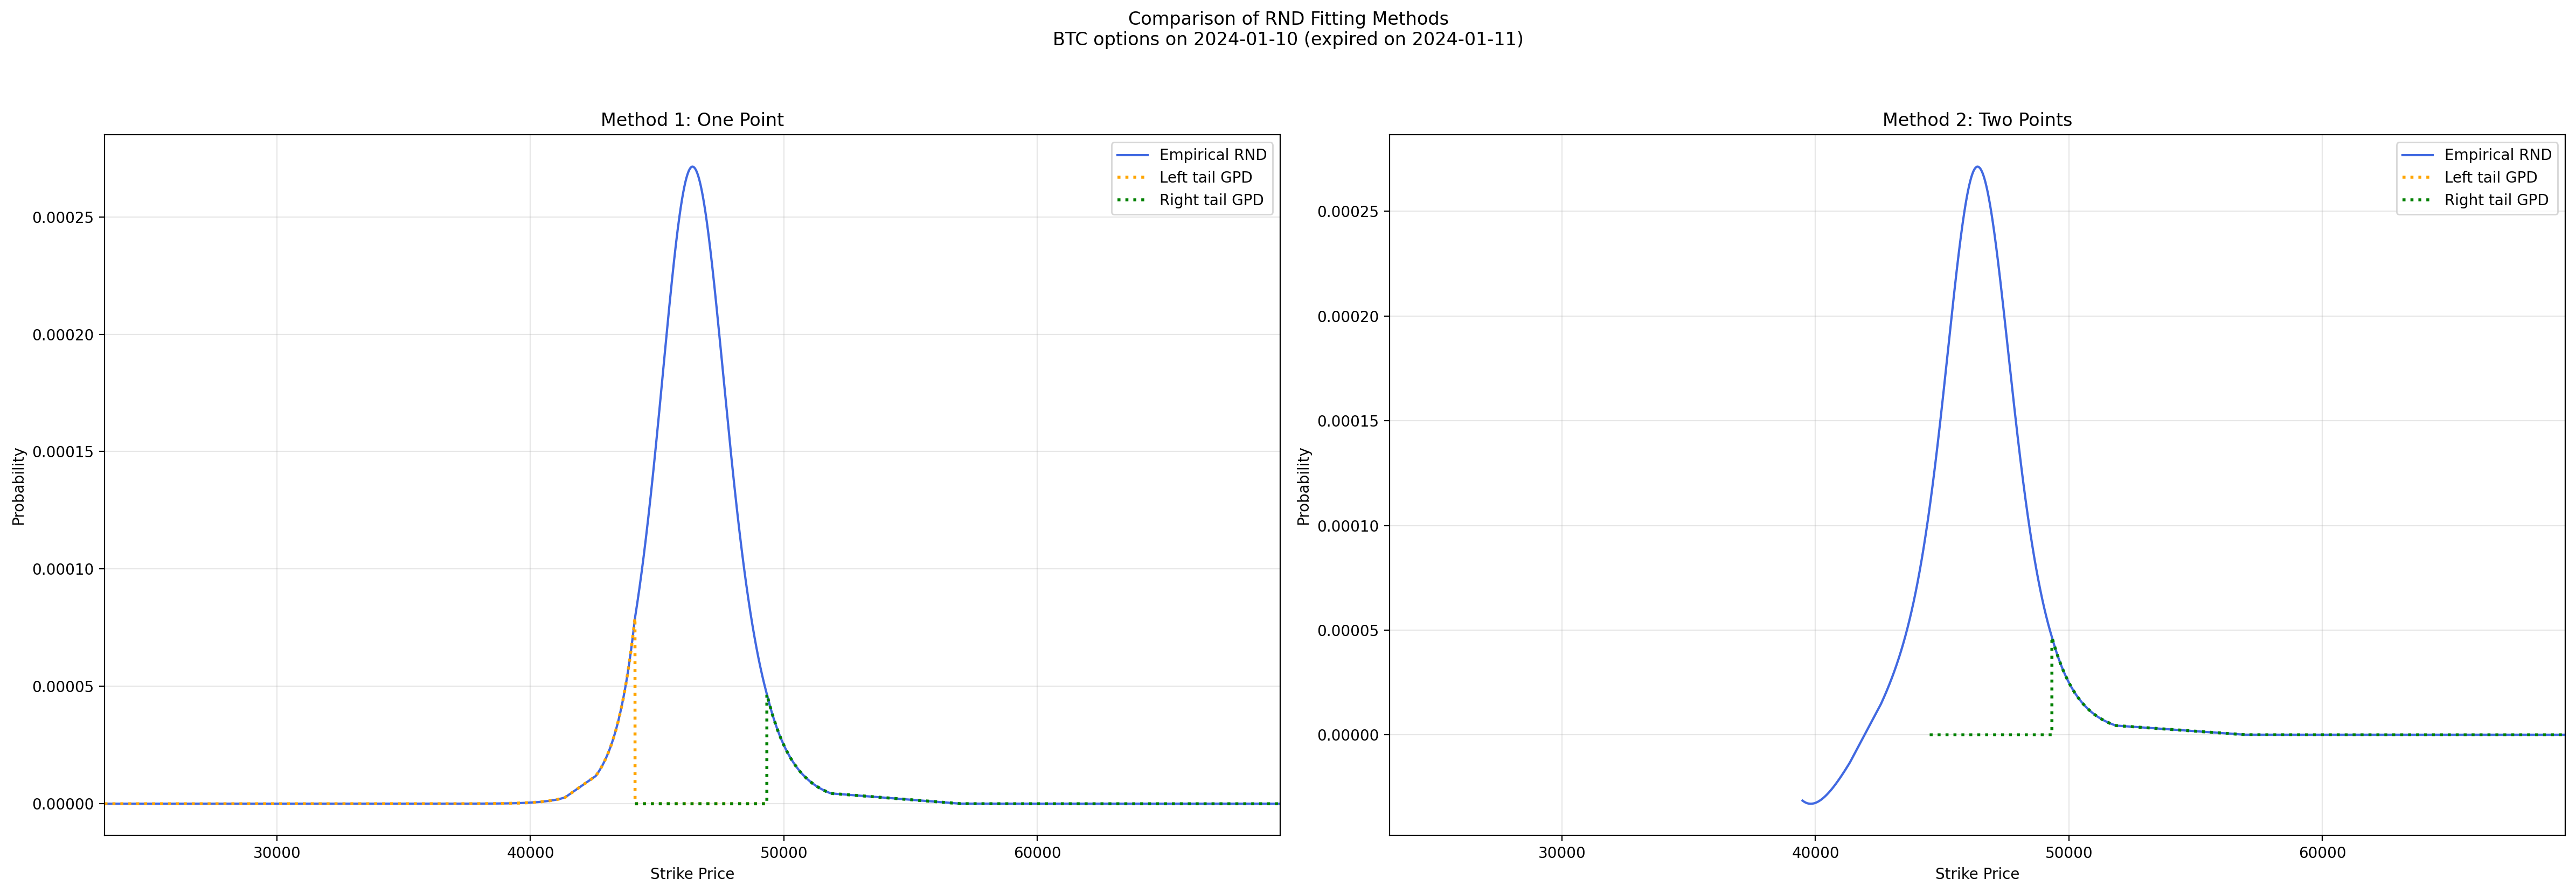 Comparison of RND Fitting Methods
BTC options on 2024-01-10 (expired on 2024-01-11)
Method 1: One Point
Empirical RND
Left tail GPD
Right tail GPD
0.00025
0.00020
0.00015
0.00010
0.00005
0.00000
Probability
30000
40000
50000
60000
Strike Price
Method 2: Two Points
Empirical RND
Left tail GPD
Right tail GPD
0.00025
0.00020
0.00015
0.00010
0.00005
0.00000
Probability
30000
40000
50000
60000
Strike Price